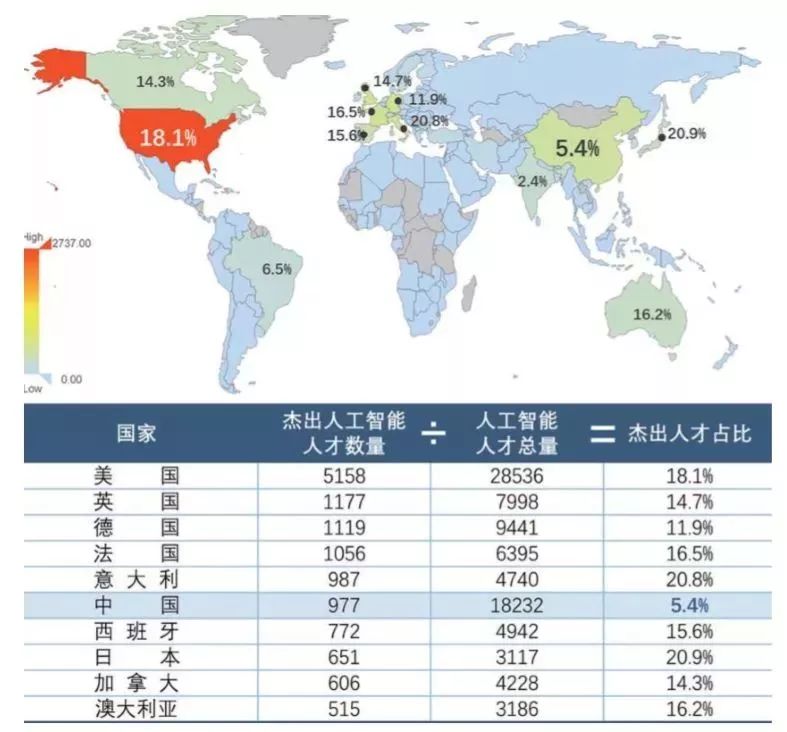 14.7%
14.3%
11.9%
16.5%
20.8%
18.1%
15.6%
20.9%
5.4%
2.4%
High
2737.00
6.5%
16.2%
0.00
Low
国家 杰出人工智能人才数量 ÷ 人工智能人才总量 = 杰出人才占比
美国 5158 28536 18.1%
英国 1177 7998 14.7%
德国 1119 9441 11.9%
法国 1056 6395 16.5%
意大利 987 4740 20.8%
中国 977 18232 5.4%
西班牙 772 4942 15.6%
日本 651 3117 20.9%
加拿大 606 4228 14.3%
澳大利亚 515 3186 16.2%